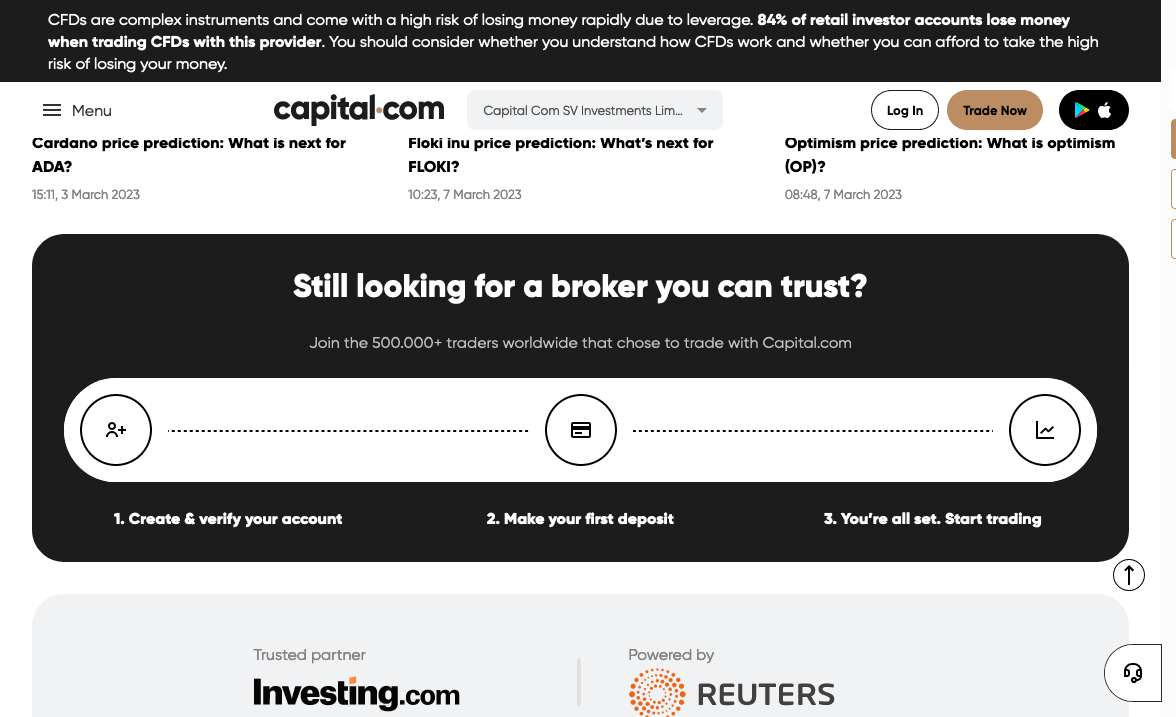 CFDs are complex instruments and come with a high risk of losing money rapidly due to leverage. 84% of retail investor accounts lose money
when trading CFDs with this provider. You should consider whether you understand how CFDs work and whether you can afford to take the high
risk of losing your money.
Menu
capital.com
Capital Com SV Investments Lim...
Log In
Trade Now
Cardano price prediction: What is next for
ADA?
15:11, 3 March 2023
Floki inu price prediction: What's next for
FLOKI?
10:23, 7 March 2023
Optimism price prediction: What is optimism
(OP)?
08:48, 7 March 2023
Still looking for a broker you can trust?
Join the 500.000+ traders worldwide that chose to trade with Capital.com
1. Create & verify your account
2. Make your first deposit
3. You're all set. Start trading
Trusted partner
Investing.com
Powered by
REUTERS